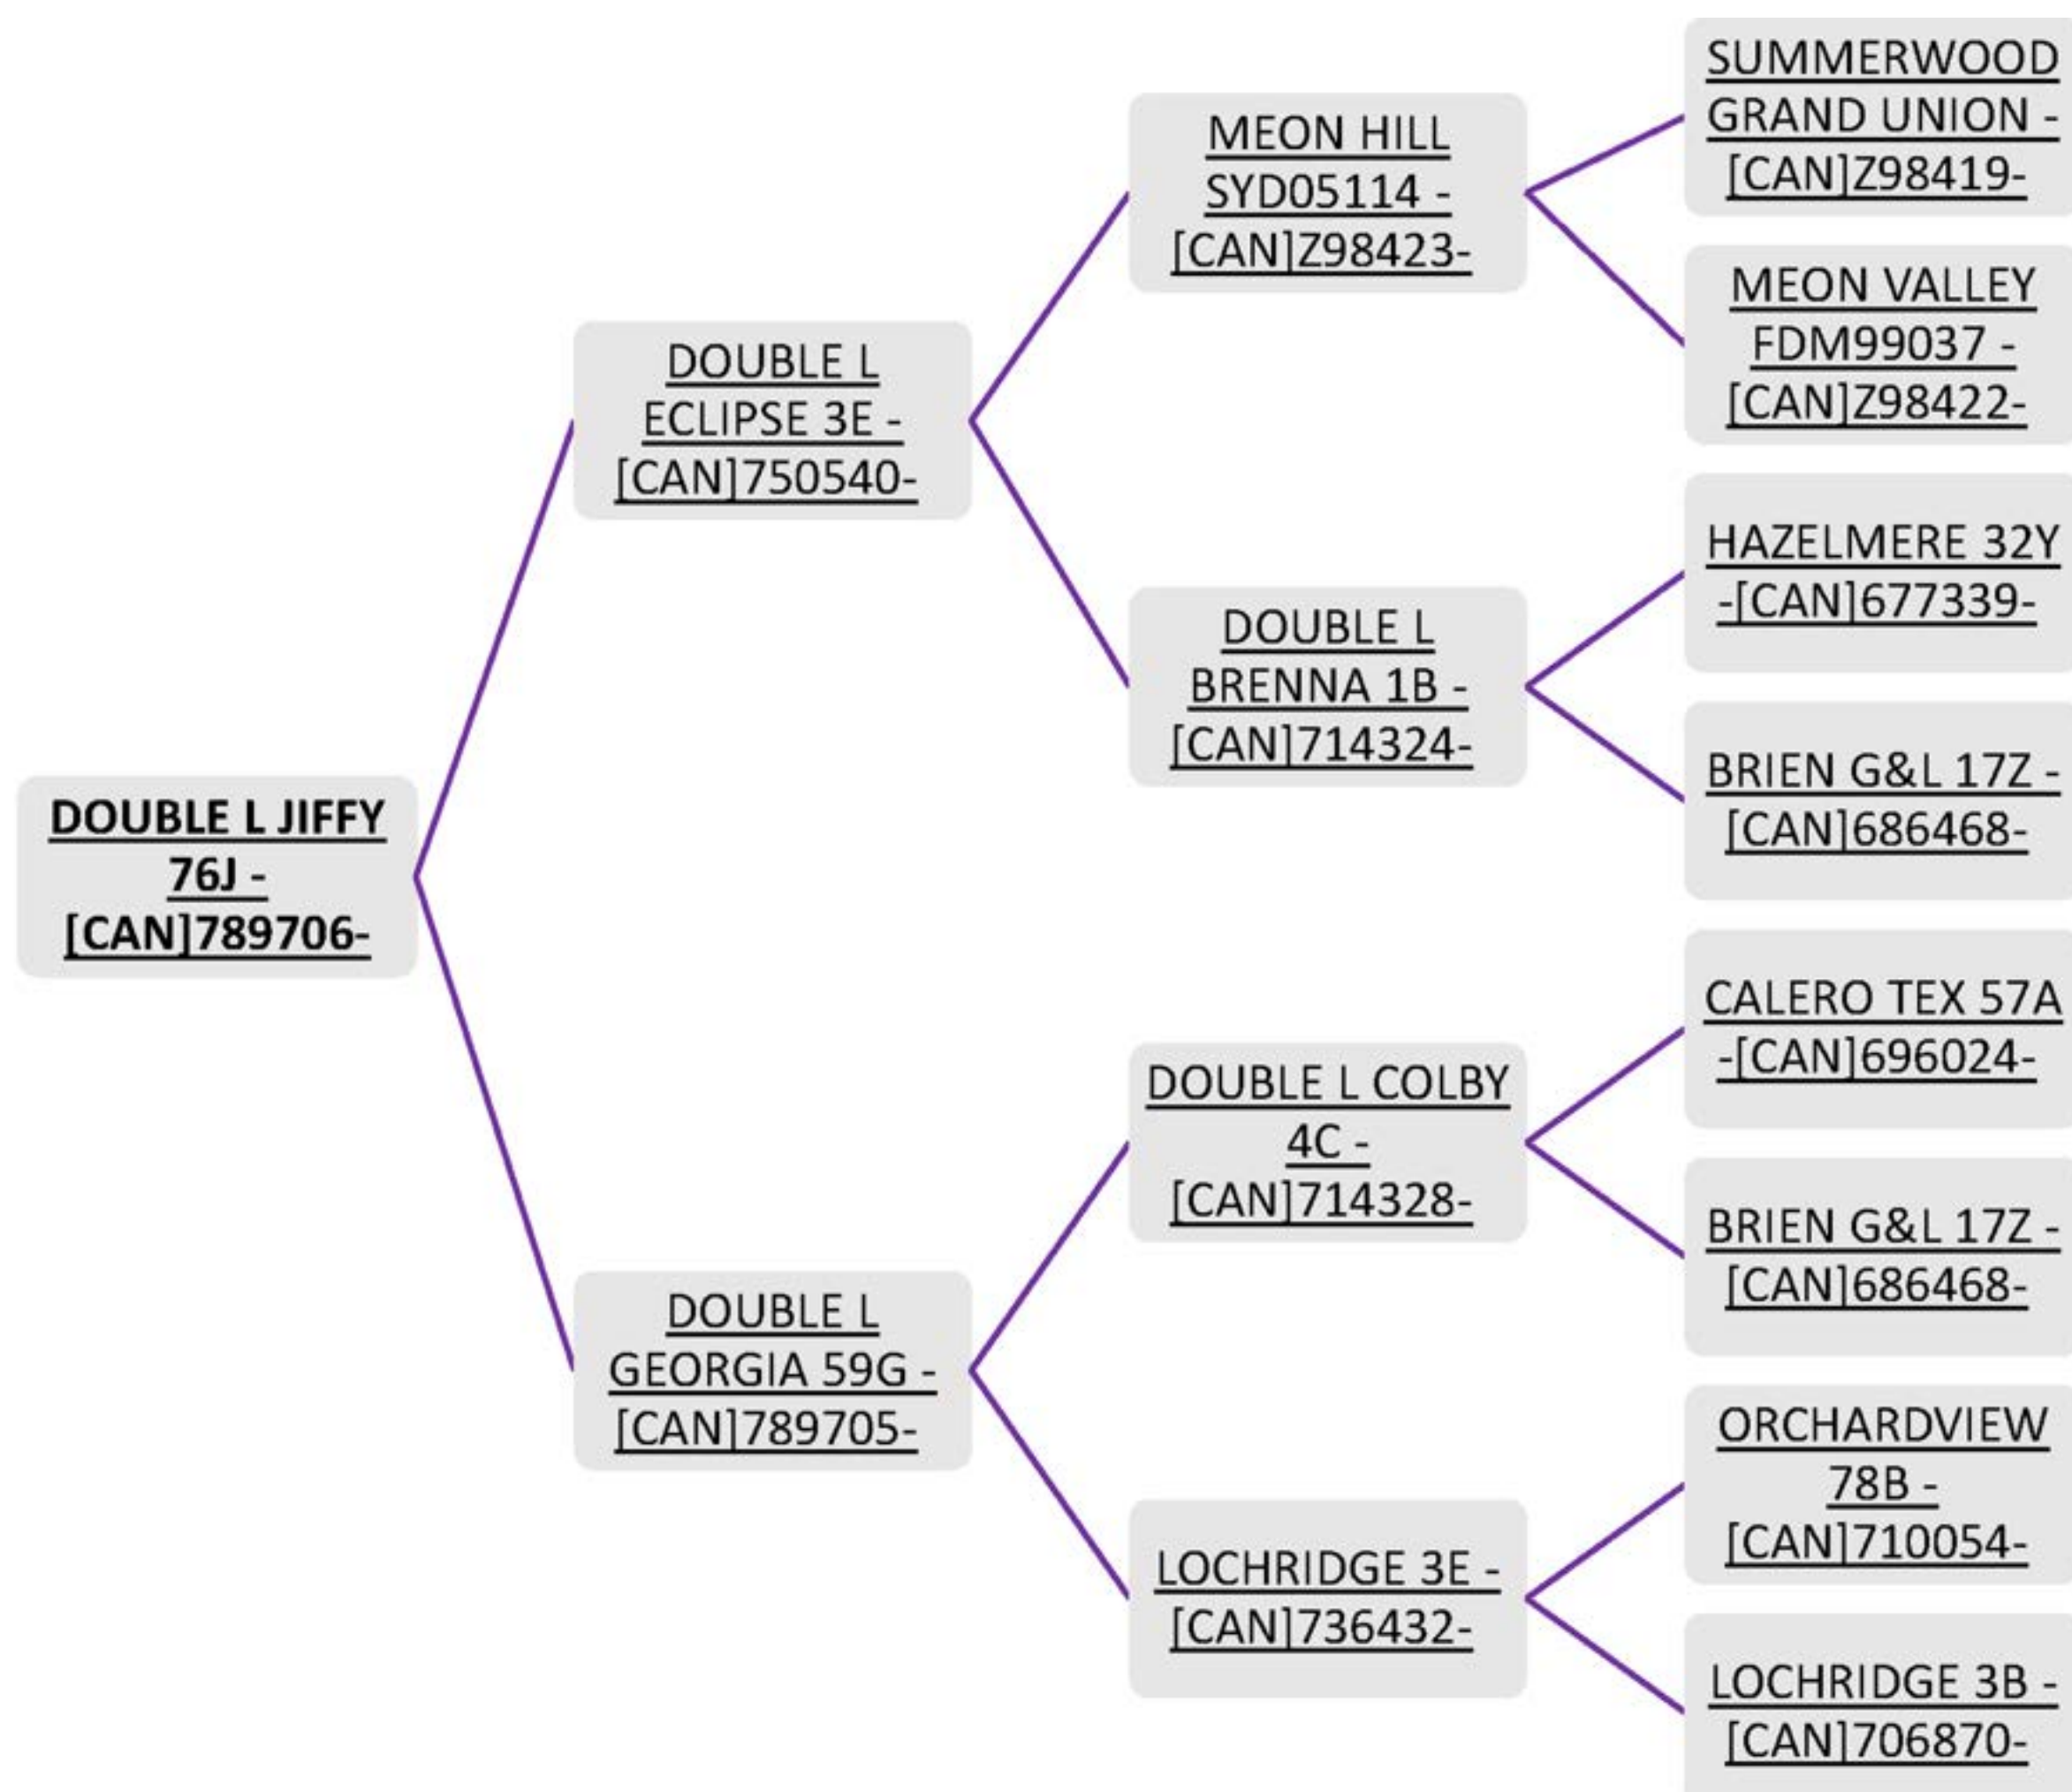 SUMMERWOOD
GRAND UNION -
[CAN]Z98419-
MEON HILL
SYD05114 -
[CAN]Z98423-
MEON VALLEY
FDM99037 -
[CAN]Z98422-
DOUBLE L
ECLIPSE 3E -
[CAN]750540-
HAZELMERE 32Y
-[CAN]677339-
DOUBLE L
BRENNA 1B -
[CAN]714324-
BRIEN G&L 17Z -
[CAN]686468-
DOUBLE L JIFFY
76J -
[CAN]789706-
CALERO TEX 57A
-[CAN]696024-
DOUBLE L COLBY
4C -
[CAN]714328-
BRIEN G&L 17Z -
[CAN]686468-
DOUBLE L
GEORGIA 59G -
[CAN]789705-
ORCHARDVIEW
78B -
[CAN]710054-
LOCHRIDGE 3E -
[CAN]736432-
LOCHRIDGE 3B -
[CAN]706870-